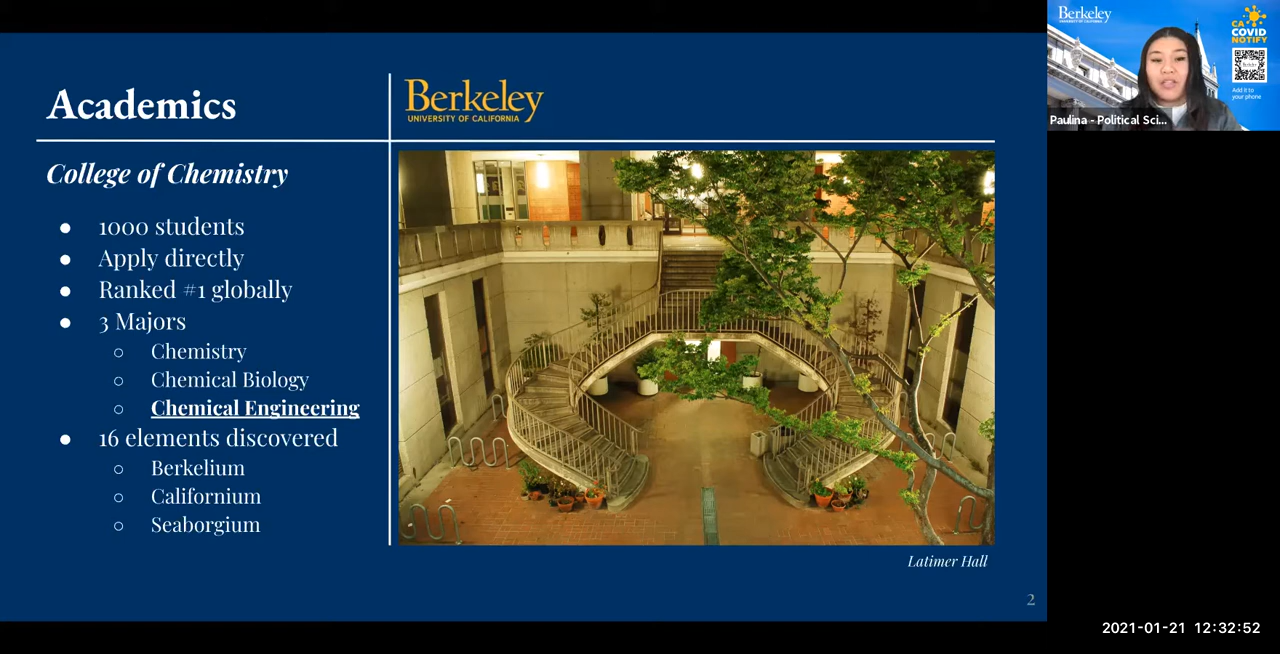 Academics
Berkeley
UNIVERSITY OF CALIFORNIA
College of Chemistry
● 1000 students
● Apply directly
● Ranked #1 globally
● 3 Majors
○ Chemistry
○ Chemical Biology
○ Chemical Engineering
● 16 elements discovered
○ Berkelium
○ Californium
○ Seaborgium
Latimer Hall
2
Berkeley
UNIVERSITY OF CALIFORNIA
CA
COVID
NOTIFY
Add it to
your phone
Paulina - Political Sci...
2021-01-21 12:32:52